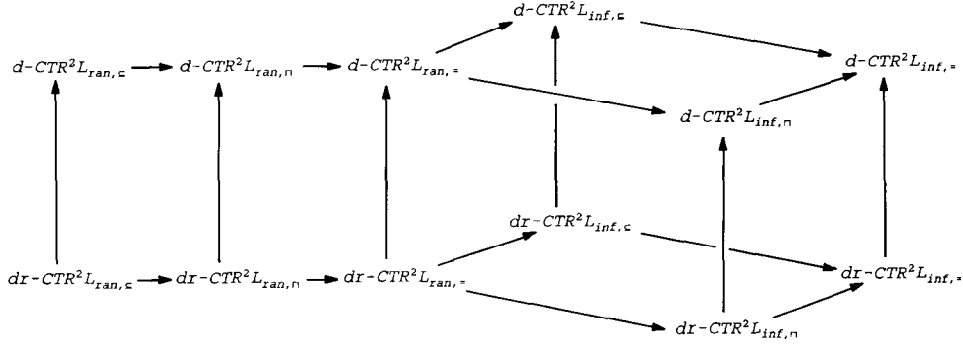 d-CTR²L_inf,⊆
d-CTR²L_ran,⊆ d-CTR²L_ran,⊓ d-CTR²L_ran,= d-CTR²L_inf,=
d-CTR²L_inf,⊓
dr-CTR²L_inf,⊆
dr-CTR²L_ran,⊆ dr-CTR²L_ran,⊓ dr-CTR²L_ran,= dr-CTR²L_inf,=
dr-CTR²L_inf,⊓